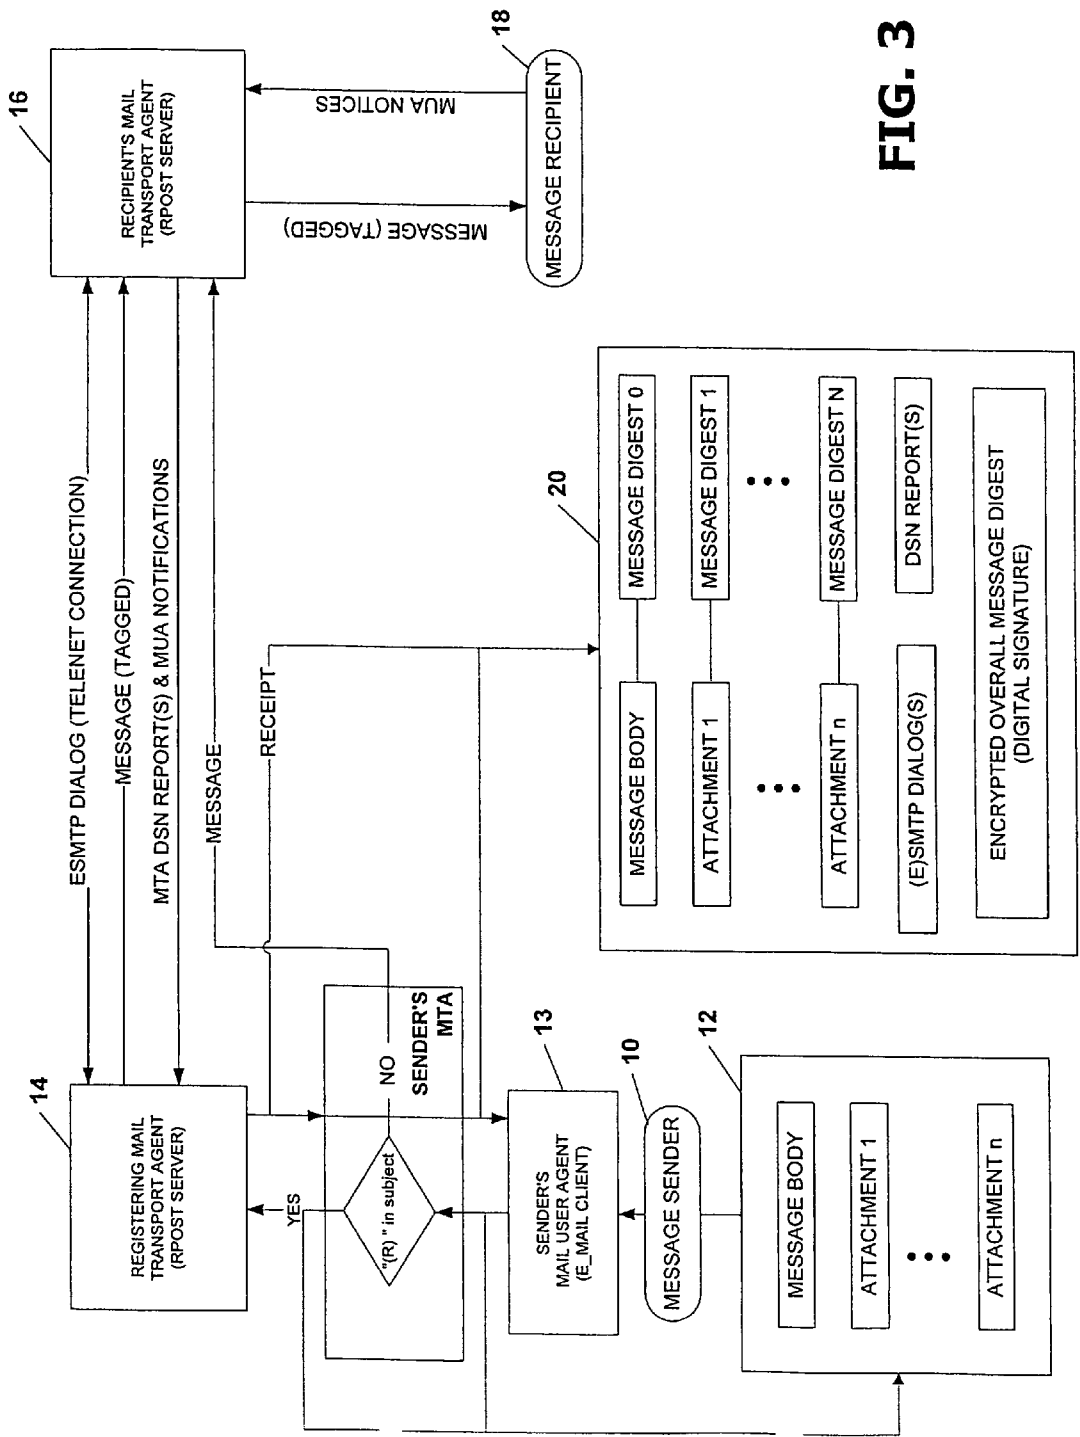 14
REGISTERING MAIL
TRANSPORT AGENT
(RPOST SERVER)
ESMTP DIALOG (TELENET CONNECTION)
MESSAGE (TAGGED)
MTA DSN REPORT(S) & MUA NOTIFICATIONS
MESSAGE
RECEIPT
16
RECIPIENT'S MAIL
TRANSPORT AGENT
(RPOST SERVER)
MESSAGE (TAGGED)
MUA NOTICES
18
MESSAGE RECIPIENT
YES
"(R) " in subject
NO
SENDER'S
MTA
13
SENDER'S
MAIL USER AGENT
(E_MAIL CLIENT)
10
MESSAGE SENDER
12
MESSAGE BODY
ATTACHMENT 1
ATTACHMENT n
20
MESSAGE BODY
MESSAGE DIGEST 0
ATTACHMENT 1
MESSAGE DIGEST 1
ATTACHMENT n
MESSAGE DIGEST N
(E)SMTP DIALOG(S)
DSN REPORT(S)
ENCRYPTED OVERALL MESSAGE DIGEST
(DIGITAL SIGNATURE)
FIG. 3